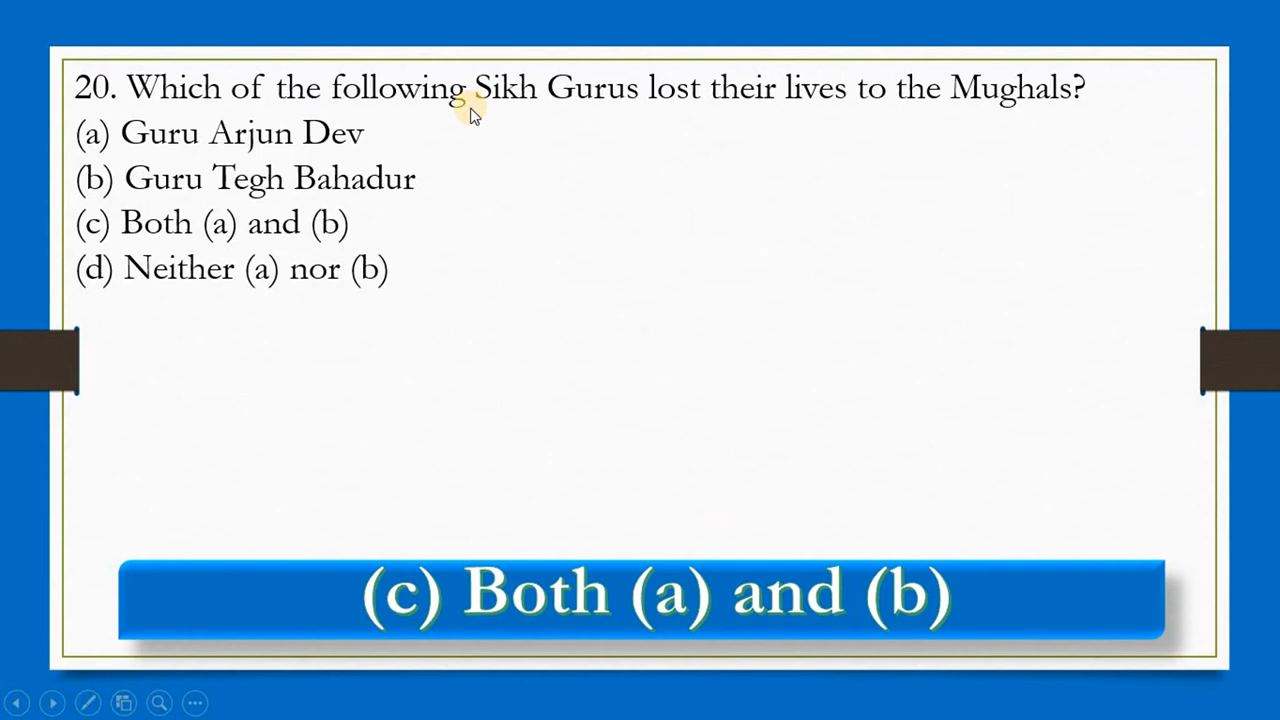 20. Which of the following Sikh Gurus lost their lives to the Mughals?
(a) Guru Arjun Dev
(b) Guru Tegh Bahadur
(c) Both (a) and (b)
(d) Neither (a) nor (b)
(c) Both (a) and (b)